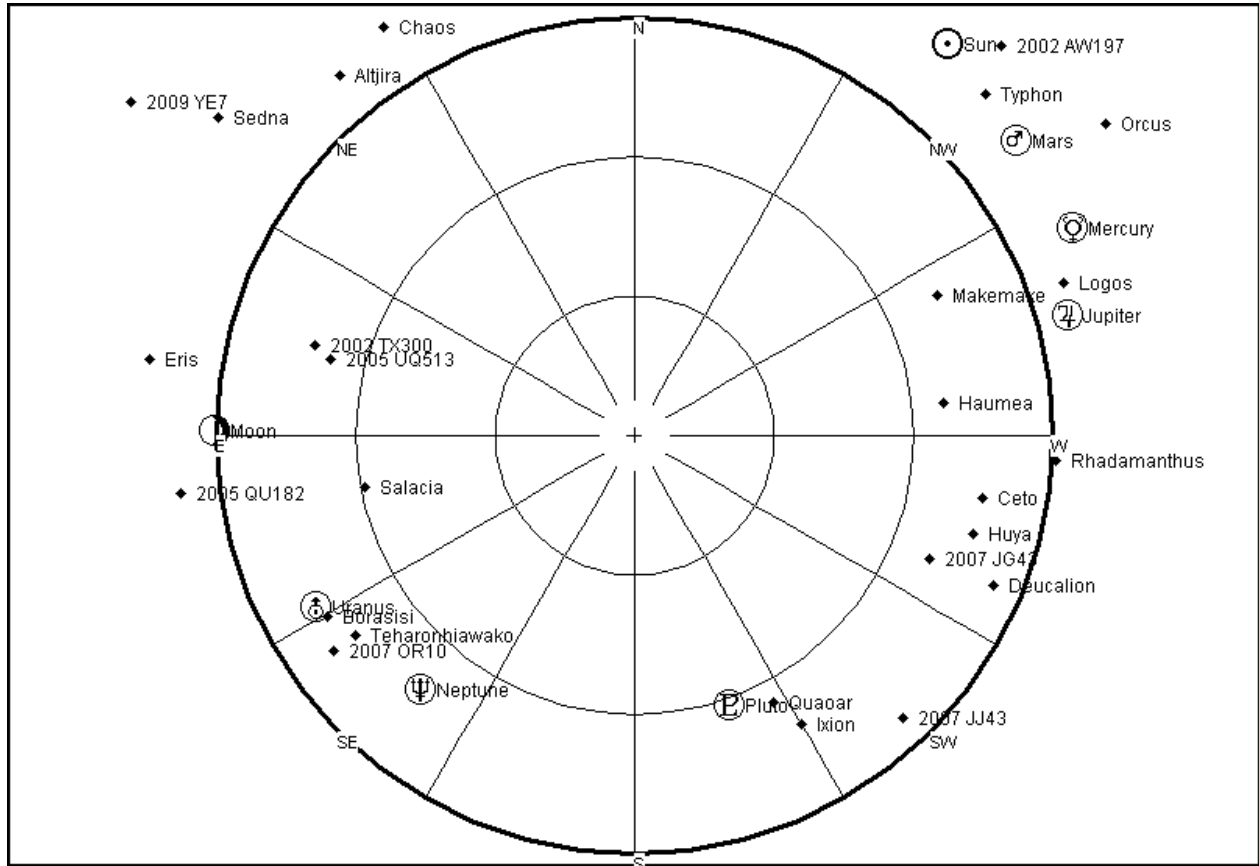 N
Chaos
Sun
2002 AW197
Altjira
Typhon
2009 YE7
Sedna
Orcus
Mars
NE
NW
Mercury
Logos
Makemake
Jupiter
2002 TX300
2005 UQ513
Eris
Haumea
Moon
E
W
Rhadamanthus
Salacia
2005 QU182
Ceto
Huya
2007 JG43
Deucalion
Uranus
Borasisi
Teharonhiawako
2007 OR10
Neptune
Pluto
Quaoar
Ixion
2007 JJ43
SE
SW
S